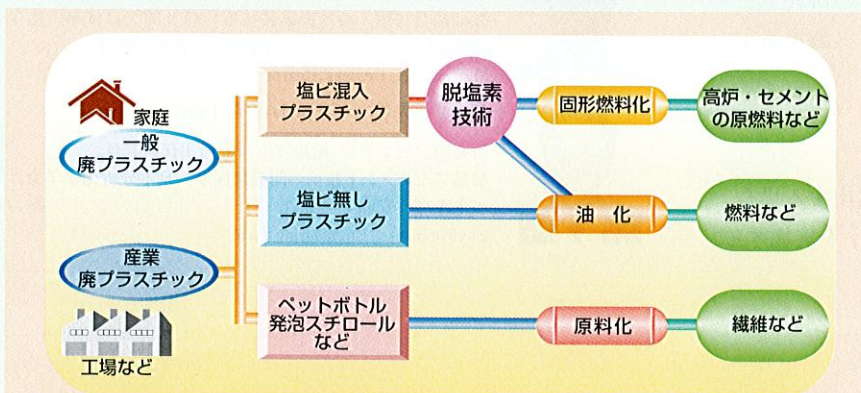 家庭
一般
廃プラスチック
産業
廃プラスチック
工場など
塩ビ混入
プラスチック
塩ビ無し
プラスチック
ペットボトル
発泡スチロール
など
脱塩素
技術
固形燃料化
油 化
原料化
高炉・セメント
の原燃料など
燃料など
繊維など